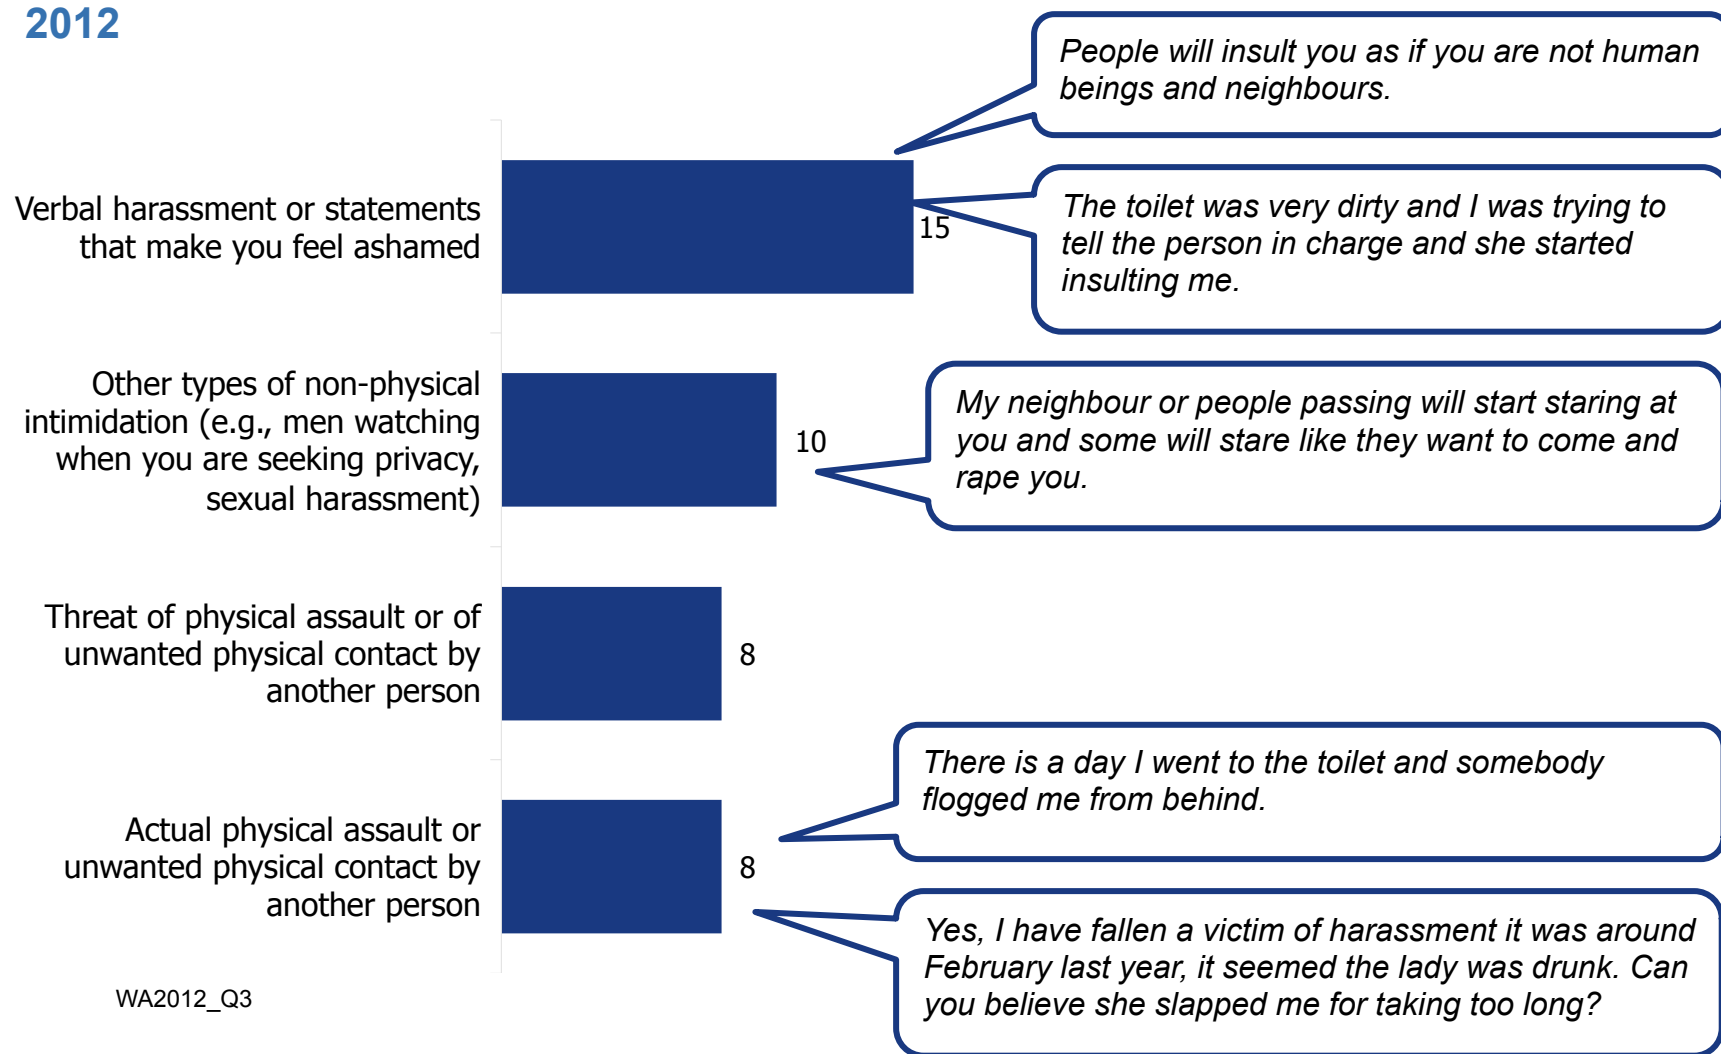 2012
People will insult you as if you are not human
beings and neighbours.
Verbal harassment or statements
that make you feel ashamed
15
The toilet was very dirty and I was trying to
tell the person in charge and she started
insulting me.
Other types of non-physical
intimidation (e.g., men watching
when you are seeking privacy,
sexual harassment)
10
My neighbour or people passing will start staring at
you and some will stare like they want to come and
rape you.
Threat of physical assault or of
unwanted physical contact by
another person
8
Actual physical assault or
unwanted physical contact by
another person
8
There is a day I went to the toilet and somebody
flogged me from behind.
Yes, I have fallen a victim of harassment it was around
February last year, it seemed the lady was drunk. Can
you believe she slapped me for taking too long?
WA2012_Q3